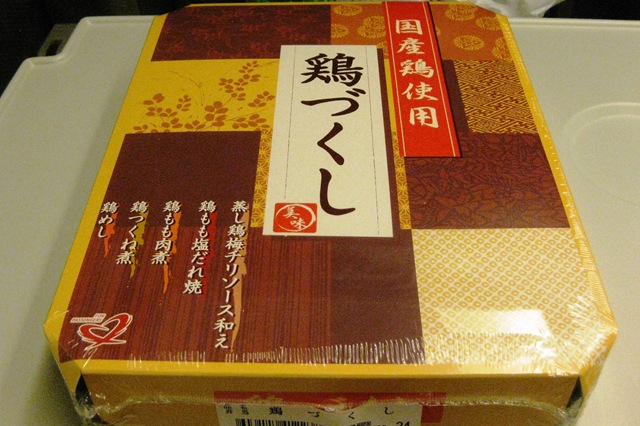 国産鶏使用
鶏づくし
美味
蒸し鶏梅チリソース和え
鶏もも塩だれ焼
鶏もも肉煮
鶏つくね煮
鶏めし
鶏づくし
24